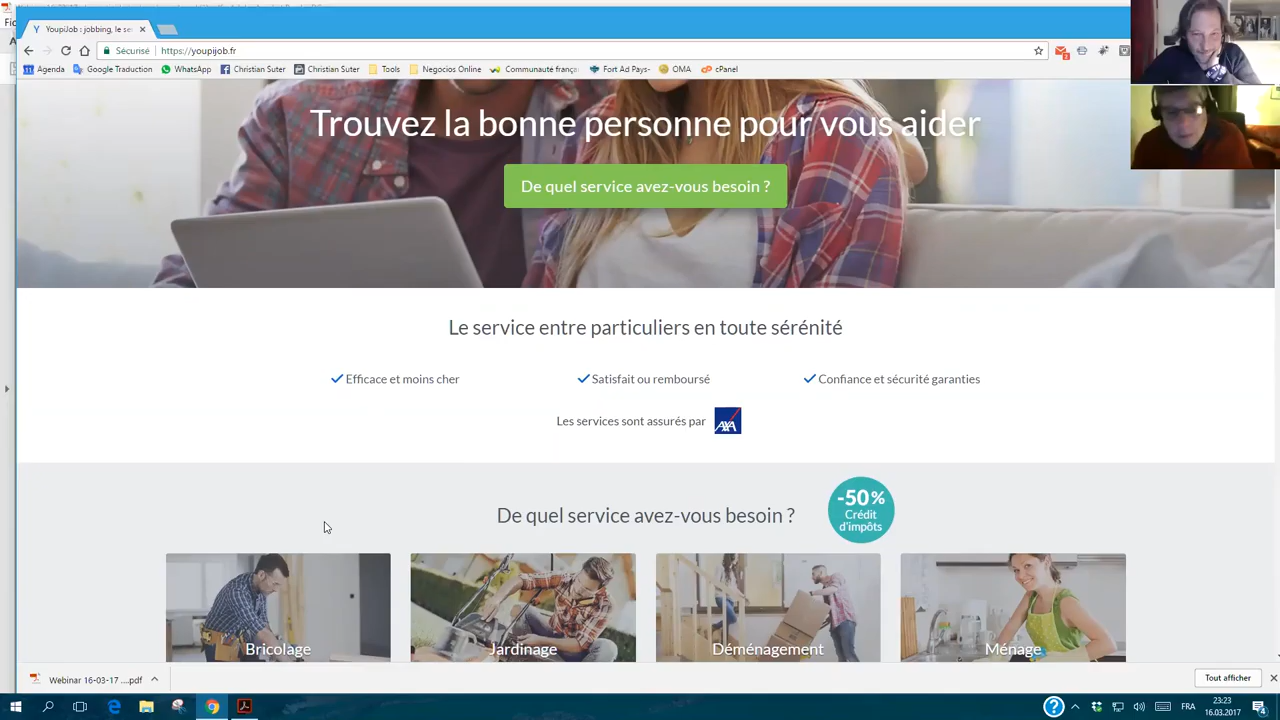 YoupiJob : jobbing, le se
Sécurisé
https://youpijob.fr
Agenda
Google Traduction
WhatsApp
Christian Suter
Christian Suter
Tools
Negocios Online
Communauté franç
Fort Ad Pays-
OMA
cPanel
Trouvez la bonne personne pour vous aider
De quel service avez-vous besoin ?
Le service entre particuliers en toute sérénité
Efficace et moins cher
Satisfait ou remboursé
Confiance et sécurité garanties
Les services sont assurés par AXA
De quel service avez-vous besoin ?
-50%
Crédit
d'impôts
Bricolage
Jardinage
Déménagement
Ménage
Webinar 16-03-17 ....pdf
Tout afficher
FRA
23:23
16.03.2017